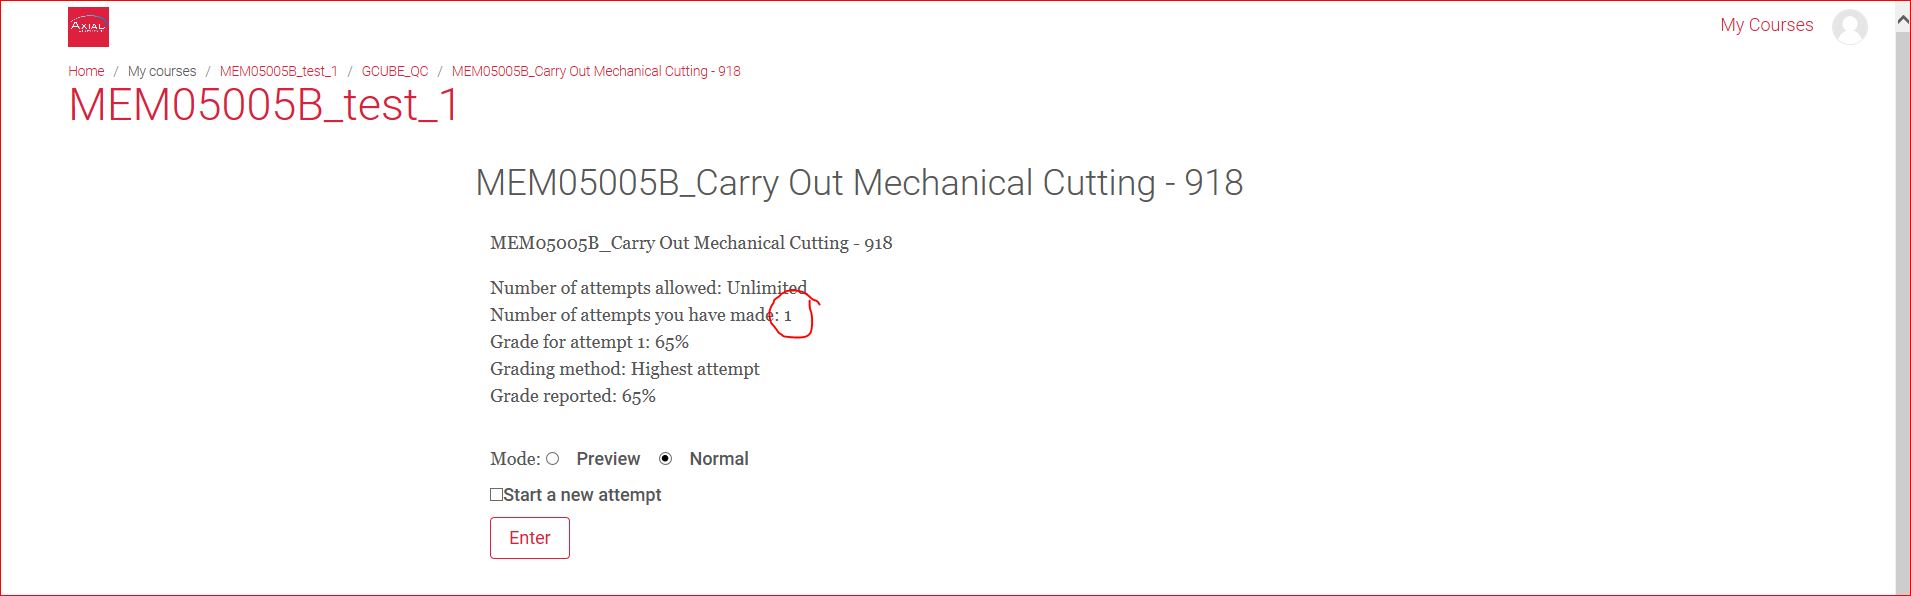 AXIAL
My Courses
Home / My courses / MEM05005B_test_1 / GCUBE_QC / MEM05005B_Carry Out Mechanical Cutting - 918
MEM05005B_test_1
MEM05005B_Carry Out Mechanical Cutting - 918
MEM05005B_Carry Out Mechanical Cutting - 918
Number of attempts allowed: Unlimited
Number of attempts you have made: 1
Grade for attempt 1: 65%
Grading method: Highest attempt
Grade reported: 65%
Mode: Preview Normal
Start a new attempt
Enter